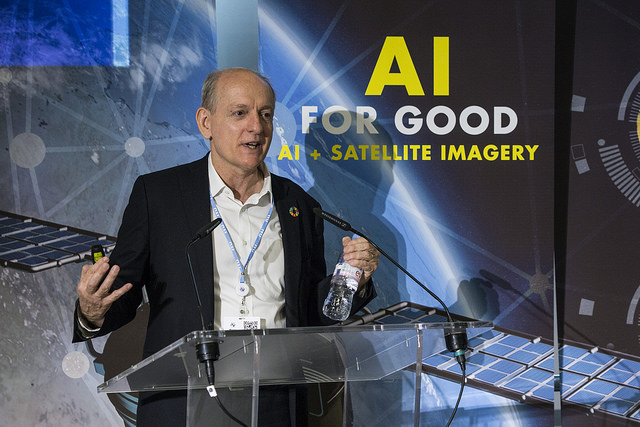 AI
FOR GOOD
AI + SATELLITE IMAGERY